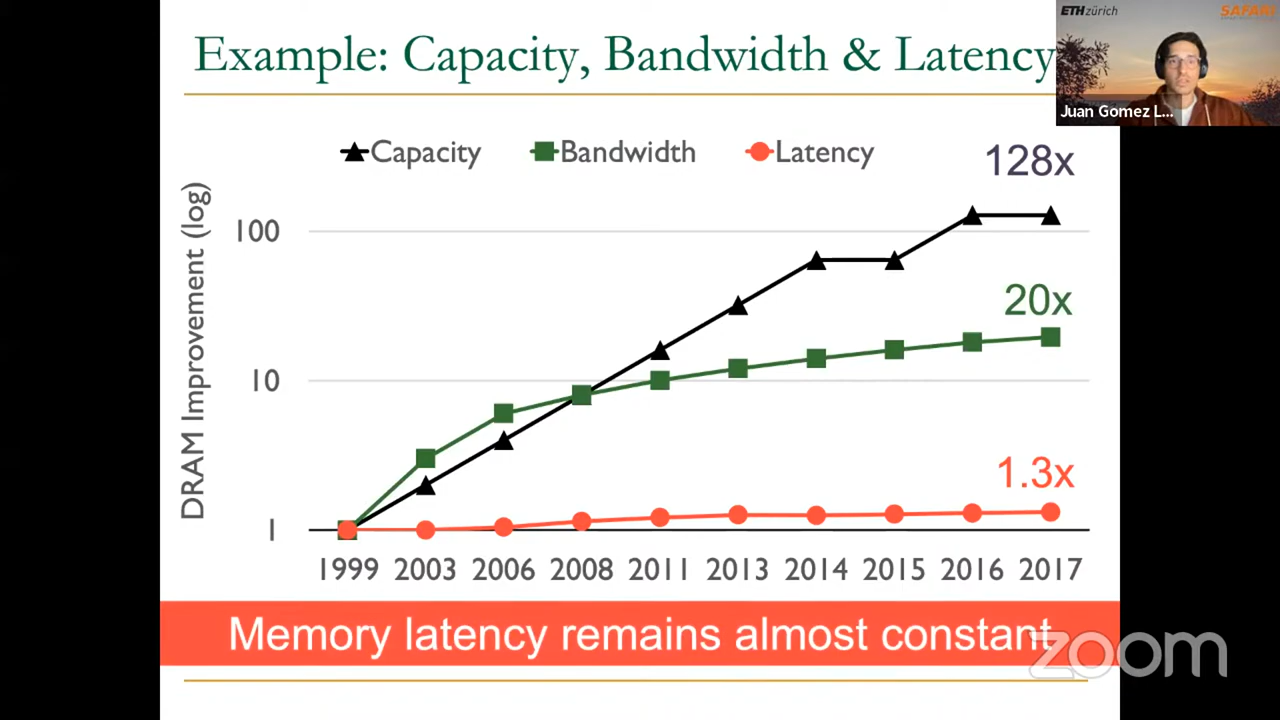 Example: Capacity, Bandwidth & Latency
ETH zürich
SAFARI
Juan Gomez L...
Capacity
Bandwidth
Latency
128x
20x
1.3x
DRAM Improvement (log)
100
10
1
1999 2003 2006 2008 2011 2013 2014 2015 2016 2017
Memory latency remains almost constant
zoom